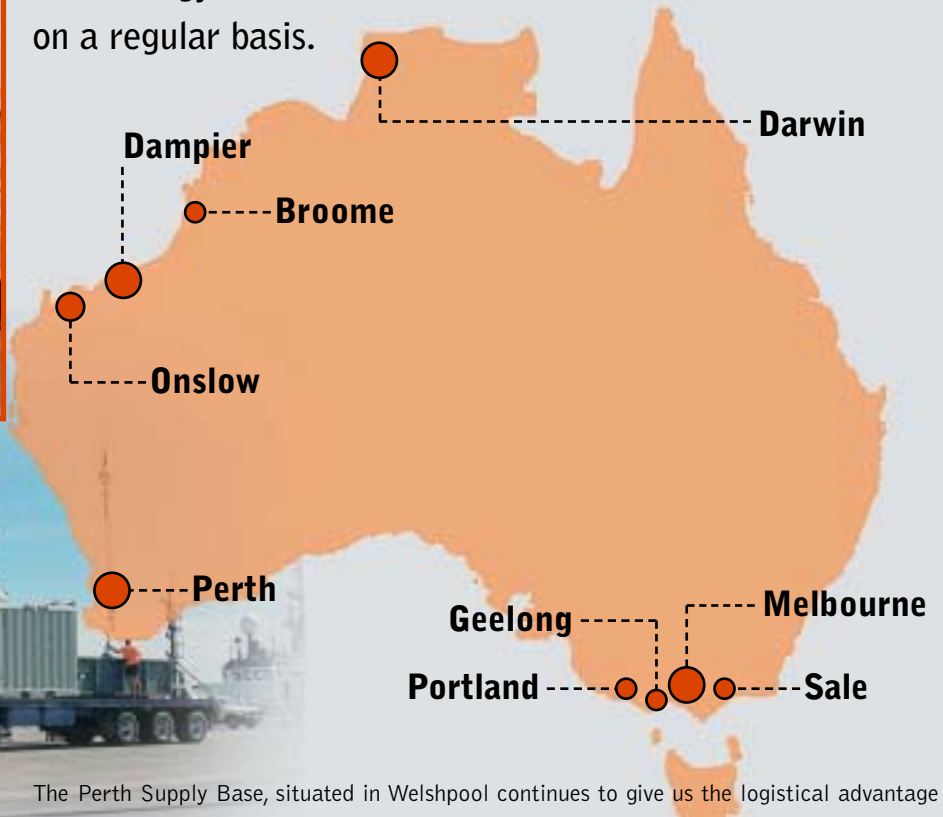 on a regular basis.
Darwin
Dampier
Broome
Onslow
Perth
Geelong
Melbourne
Portland
Sale
The Perth Supply Base, situated in Welshpool continues to give us the logistical advantage